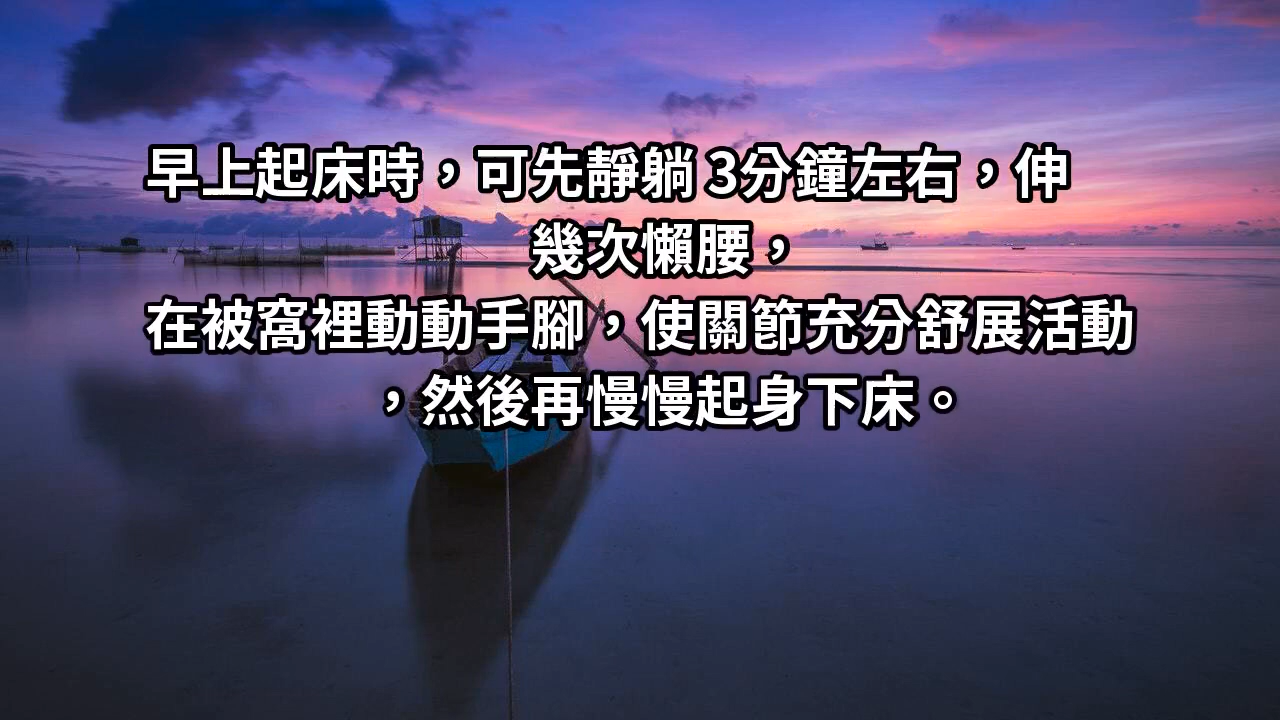 早上起床時，可先靜躺 3分鐘左右，伸
幾次懶腰，
在被窩裡動動手腳，使關節充分舒展活動
，然後再慢慢起身下床。